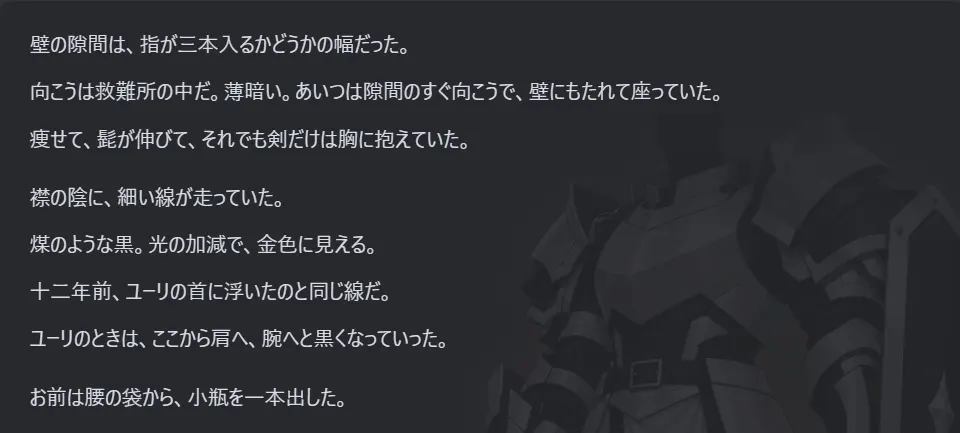 壁の隙間は、指が三本入るかどうかの幅だった。
向こうは救難所の中だ。薄暗い。あいつは隙間のすぐ向こうで、壁にもたれて座っていた。
痩せて、髭が伸びて、それでも剣だけは胸に抱えていた。
襟の陰に、細い線が走っていた。
煤のような黒。光の加減で、金色に見える。
十二年前、ユーリの首に浮いたのと同じ線だ。
ユーリのときは、ここから肩へ、腕へと黒くなっていった。
お前は腰の袋から、小瓶を一本出した。